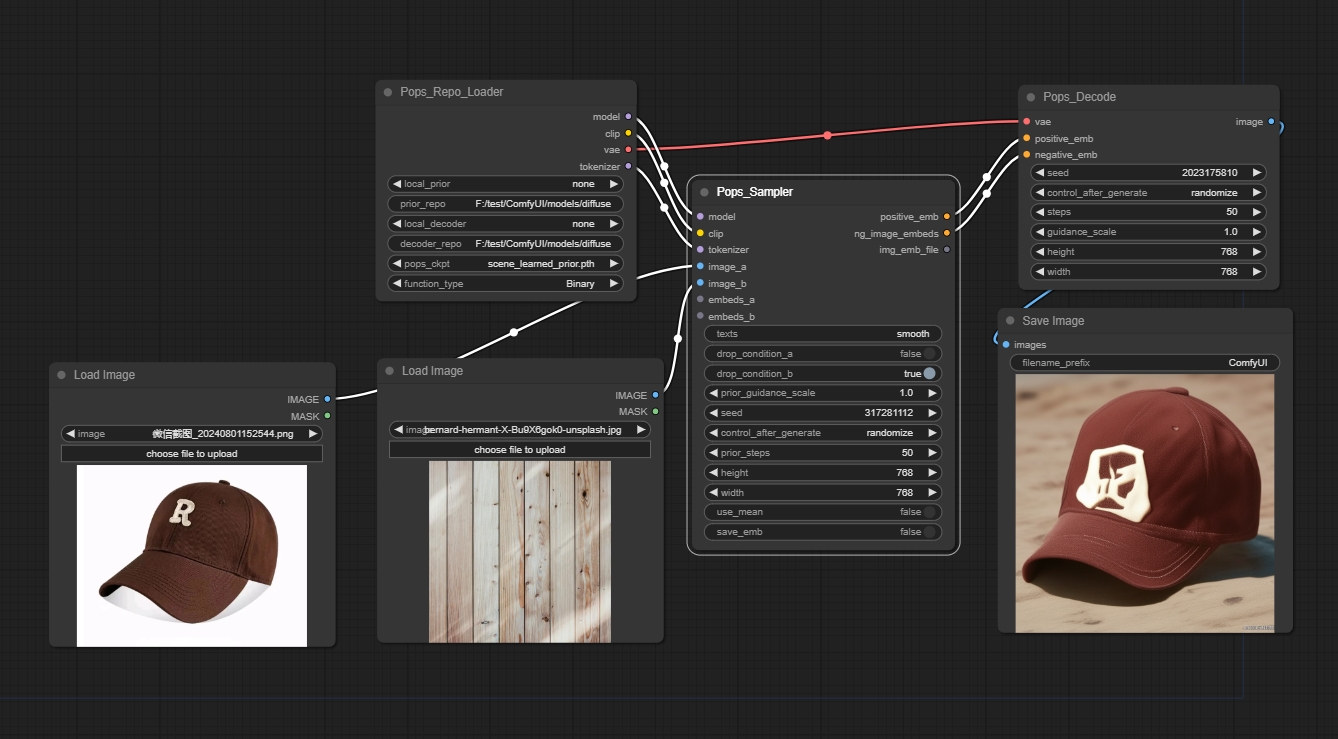 Pops_Repo_Loader
model
clip
vae
tokenizer
local_prior none
prior_repo F:/test/ComfyUI/models/diffuse
local_decoder none
decoder_repo F:/test/ComfyUI/models/diffuse
pops_ckpt scene_learned_prior.pth
function_type Binary
Load Image
IMAGE
MASK
image 微信截图_20240801152544.png
choose file to upload
R
Load Image
IMAGE
MASK
bernard-hermant-X-Bu9X6gok0-unsplash.jpg
choose file to upload
Pops_Sampler
model positive_emb
clip ng_image_embeds
tokenizer img_emb_file
image_a
image_b
embeds_a
embeds_b
texts smooth
drop_condition_a false
drop_condition_b true
prior_guidance_scale 1.0
seed 317281112
control_after_generate randomize
prior_steps 50
height 768
width 768
use_mean false
save_emb false
Pops_Decode
vae image
positive_emb
negative_emb
seed 2023175810
control_after_generate randomize
steps 50
guidance_scale 1.0
height 768
width 768
Save Image
images
filename_prefix ComfyUI